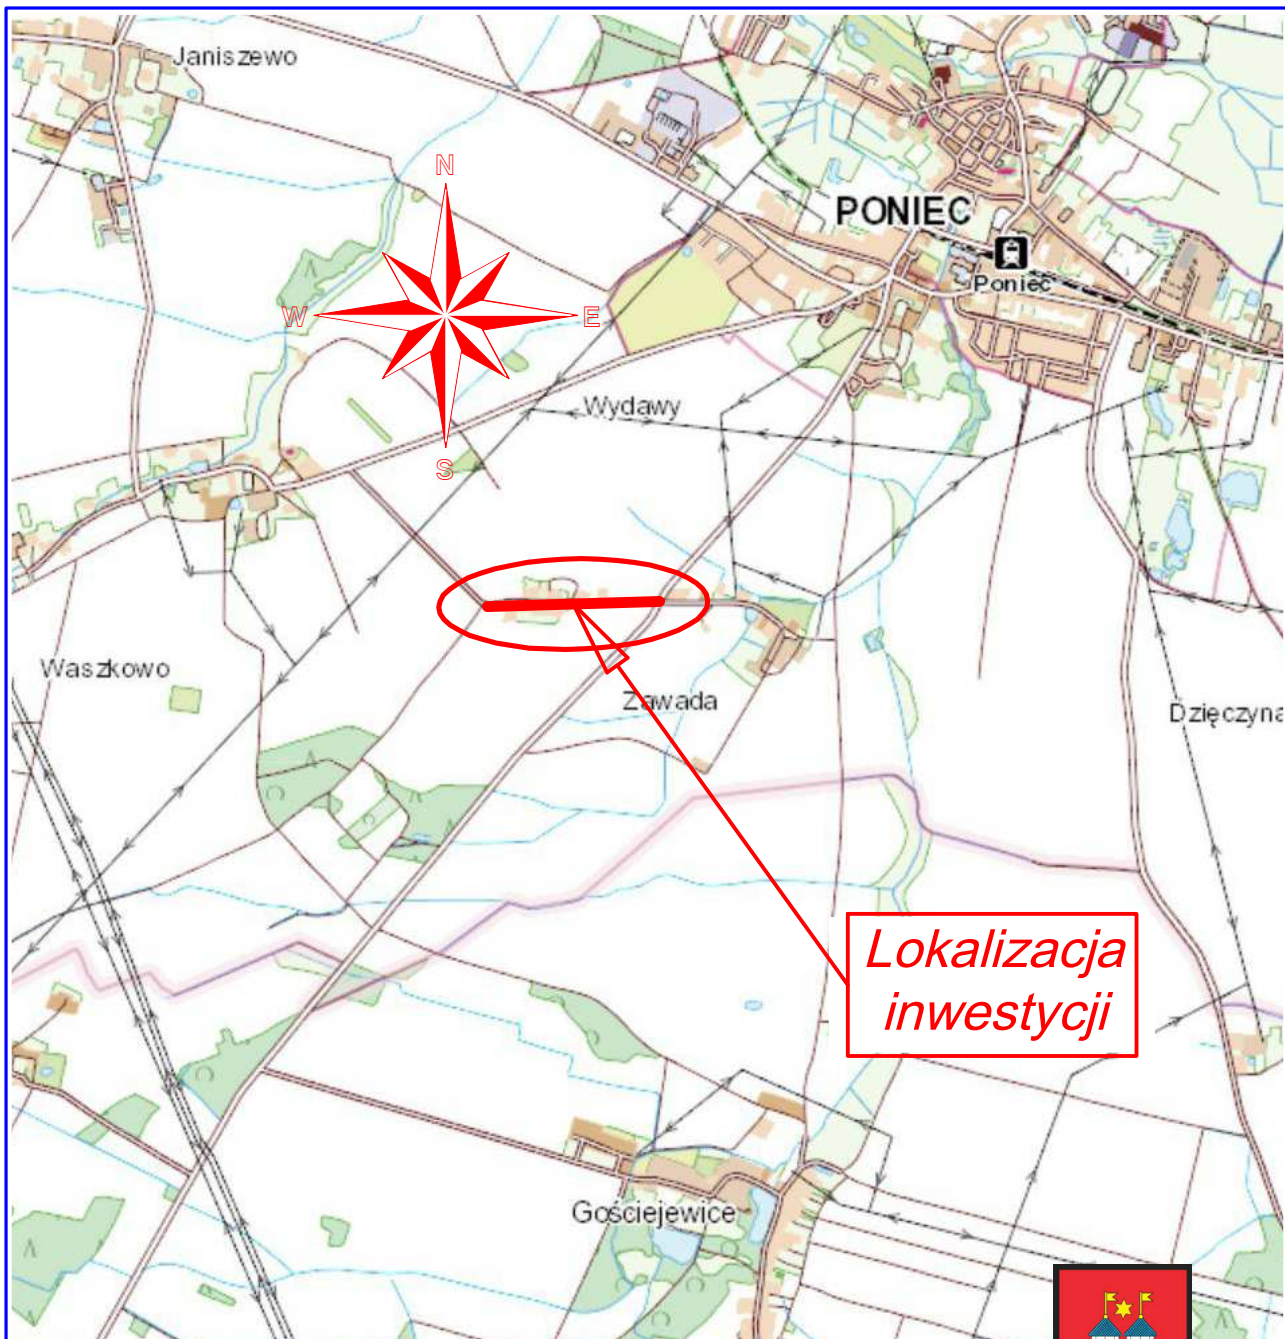 Janiszewo
N
PONIEC
Poniec
W
E
Wydawy
S
Waszkowo
Zawada
Dzięczyna
Lokalizacja
inwestycji
Gościejewice